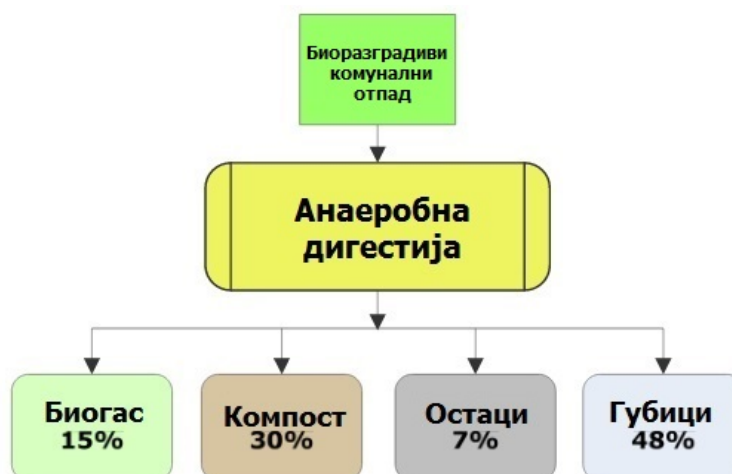 Биоразградиви
комунални
отпад
Анаеробна
дигестија
Биогас
15%
Компост
30%
Остаци
7%
Губици
48%